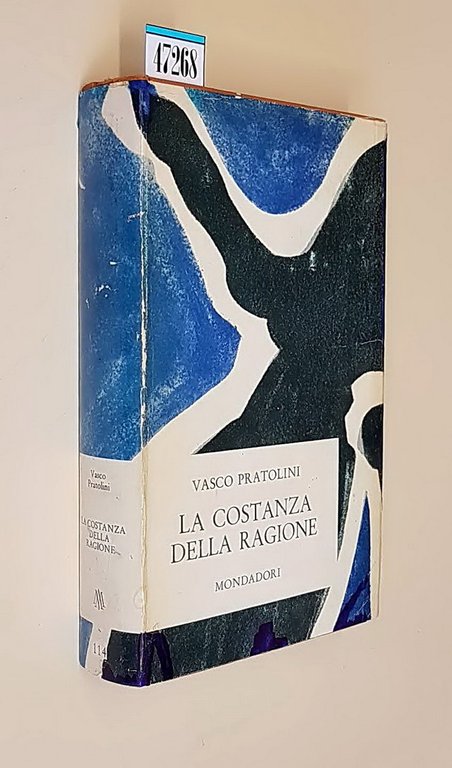 47268
VASCO PRATOLINI
LA COSTANZA
DELLA RAGIONE
MONDADORI
Vasco
Pratolini
LA COSTANZA
DELLA
RAGIONE
114